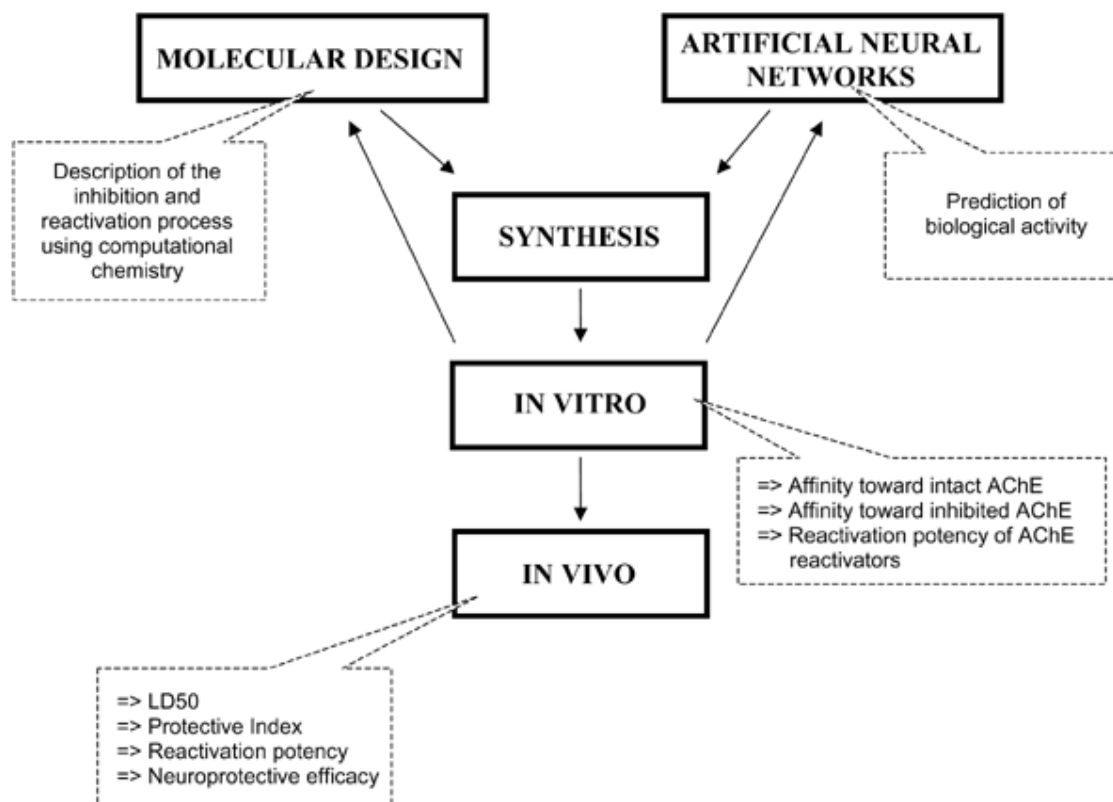 MOLECULAR DESIGN
ARTIFICIAL NEURAL
NETWORKS
Description of the
inhibition and
reactivation process
using computational
chemistry
Prediction of
biological activity
SYNTHESIS
IN VITRO
=> Affinity toward intact AChE
=> Affinity toward inhibited AChE
=> Reactivation potency of AChE
reactivators
IN VIVO
=> LD50
=> Protective Index
=> Reactivation potency
=> Neuroprotective efficacy